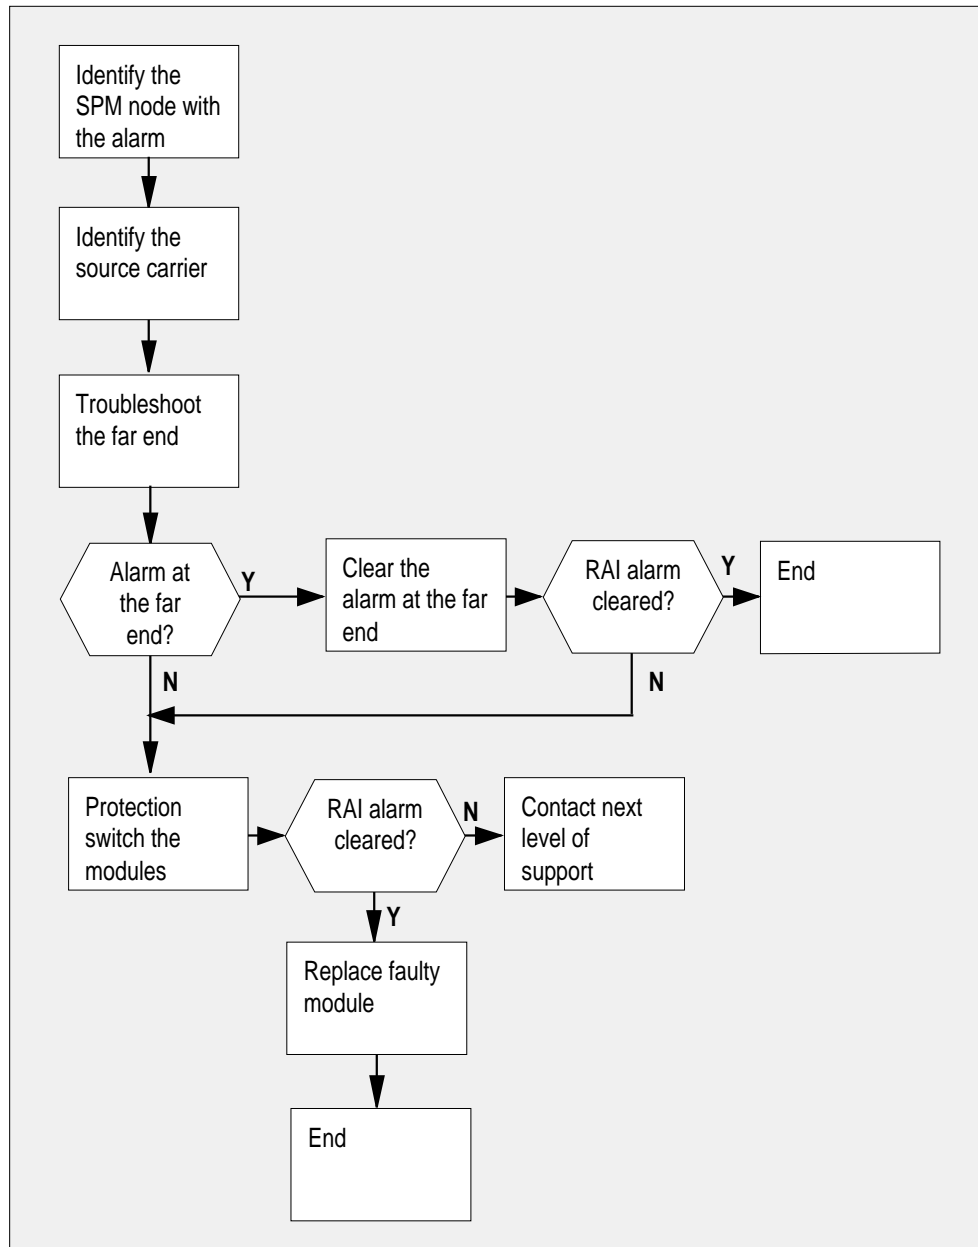 Identify the
SPM node with
the alarm
Identify the
source carrier
Troubleshoot
the far end
Alarm at
the far
end?
Y
Clear the
alarm at the far
end
RAI alarm
cleared?
Y
End
N
N
Protection
switch the
modules
RAI alarm
cleared?
N
Contact next
level of
support
Y
Replace faulty
module
End